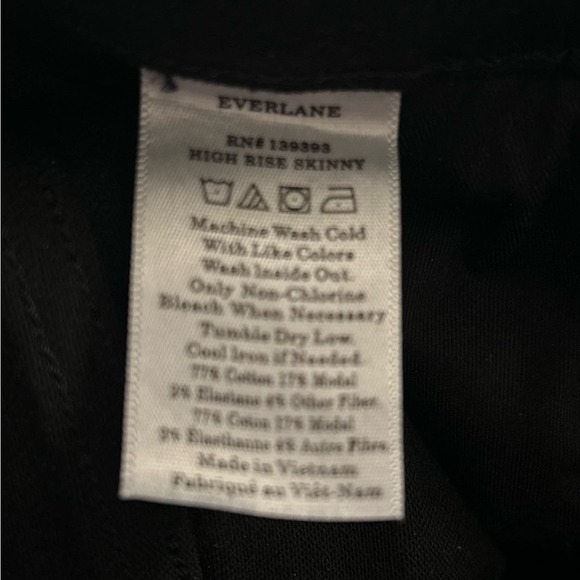 EVERLANE
RN# 139393
HIGH RISE SKINNY
Machine Wash Cold
With Like Colors
Wash Inside Out.
Only Non-Chlorine
Bleach When Necessary
Tumble Dry Low.
Cool Iron if Needed.
77% Cotton 17% Modal
2% Elastane 4% Other Fiber.
77% Coton 17% Modal
2% Elasthanne 4% Autre Fibre.
Made in Vietnam
Fabriqué au Viêt-Nam